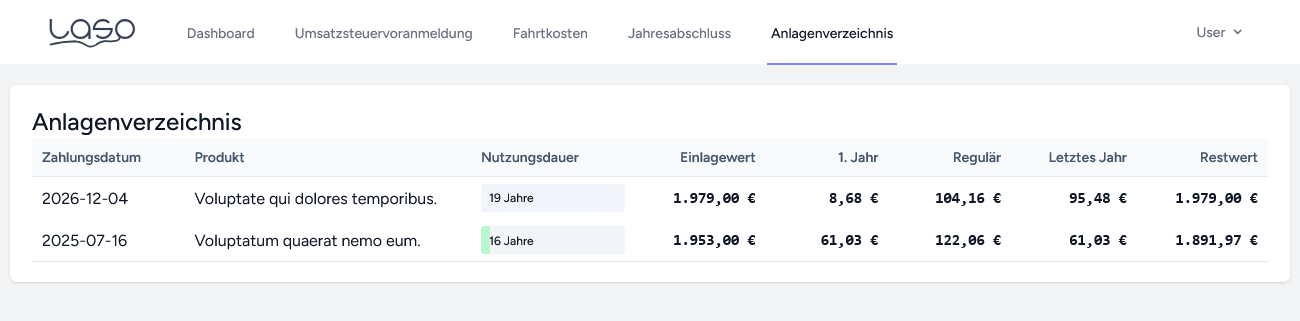 Laso Dashboard Umsatzsteuervoranmeldung Fahrtkosten Jahresabschluss Anlagenverzeichnis User
Anlagenverzeichnis
Zahlungsdatum Produkt Nutzungsdauer Einlagewert 1. Jahr Regulär Letztes Jahr Restwert
2026-12-04 Voluptate qui dolores temporibus. 19 Jahre 1.979,00 € 8,68 € 104,16 € 95,48 € 1.979,00 €
2025-07-16 Voluptatum quaerat nemo eum. 16 Jahre 1.953,00 € 61,03 € 122,06 € 61,03 € 1.891,97 €